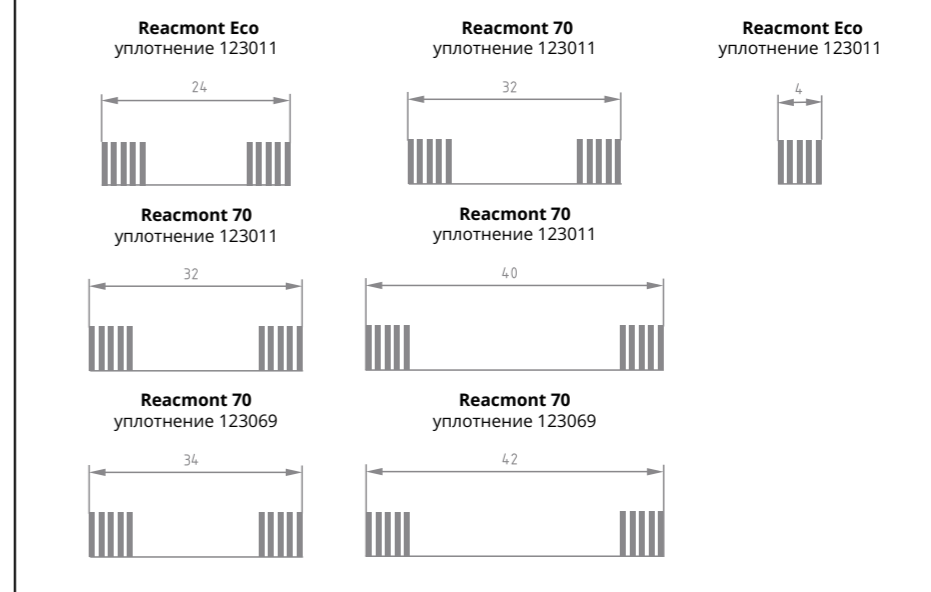 Reacmont Eco
уплотнение 123011
24
Reacmont 70
уплотнение 123011
32
Reacmont Eco
уплотнение 123011
4
Reacmont 70
уплотнение 123011
32
Reacmont 70
уплотнение 123011
40
Reacmont 70
уплотнение 123069
34
Reacmont 70
уплотнение 123069
42